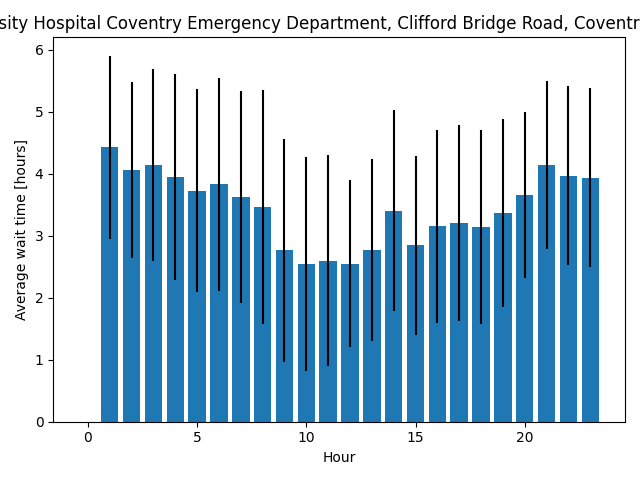 sity Hospital Coventry Emergency Department, Clifford Bridge Road, Coventr
Average wait time [hours]
6
5
4
3
2
1
0
0 5 10 15 20
Hour